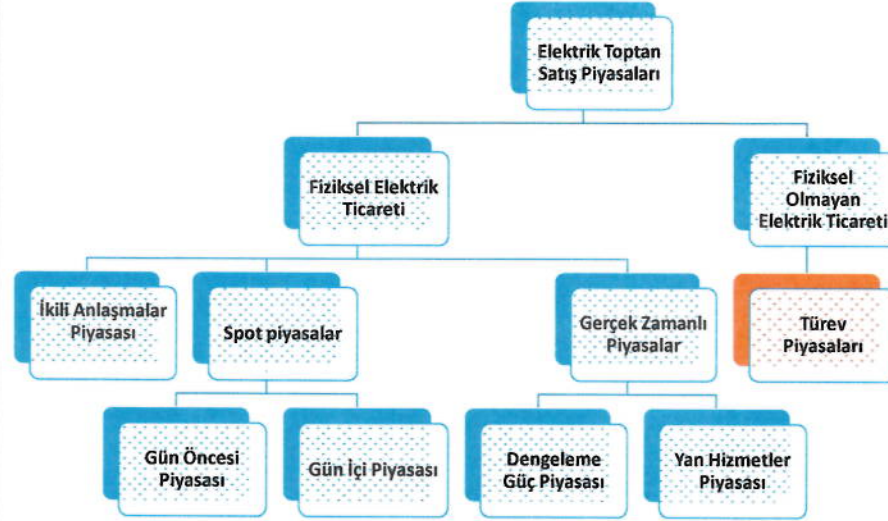 Elektrik Toptan
Satış Piyasaları
Fiziksel Elektrik
Ticareti
Fiziksel
Olmayan
Elektrik Ticareti
İkili Anlaşmalar
Piyasası
Spot piyasalar
Gerçek Zamanlı
Piyasalar
Türev
Piyasaları
Gün Öncesi
Piyasası
Gün İçi Piyasası
Dengeleme
Güç Piyasası
Yan Hizmetler
Piyasası